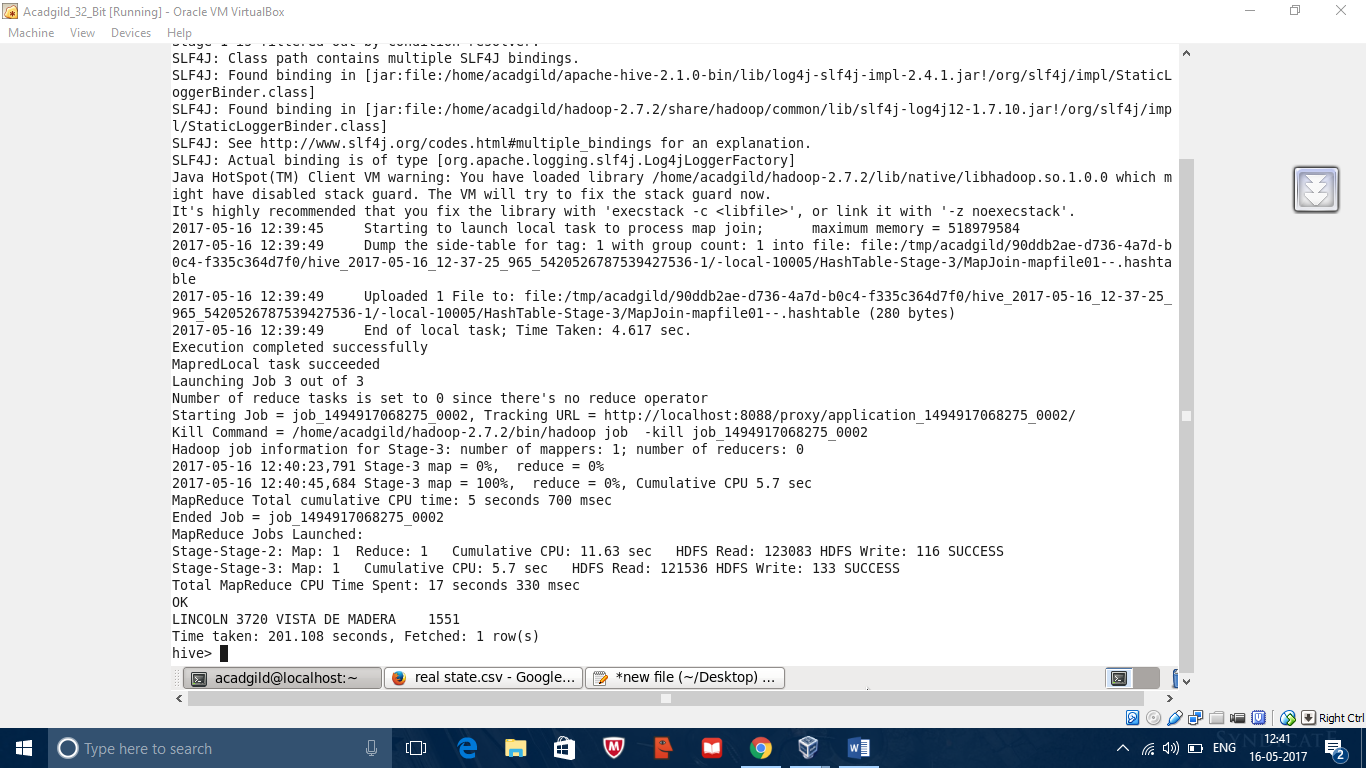 Acadgild_32_Bit [Running] - Oracle VM VirtualBox
Machine View Devices Help
Stage-1 is filtered out by condition resolver.
SLF4J: Class path contains multiple SLF4J bindings.
SLF4J: Found binding in [jar:file:/home/acadgild/apache-hive-2.1.0-bin/lib/log4j-slf4j-impl-2.4.1.jar!/org/slf4j/impl/StaticL
oggerBinder.class]
SLF4J: Found binding in [jar:file:/home/acadgild/hadoop-2.7.2/share/hadoop/common/lib/slf4j-log4j12-1.7.10.jar!/org/slf4j/imp
l/StaticLoggerBinder.class]
SLF4J: See http://www.slf4j.org/codes.html#multiple_bindings for an explanation.
SLF4J: Actual binding is of type [org.apache.logging.slf4j.Log4jLoggerFactory]
Java HotSpot(TM) Client VM warning: You have loaded library /home/acadgild/hadoop-2.7.2/lib/native/libhadoop.so.1.0.0 which m
ight have disabled stack guard. The VM will try to fix the stack guard now.
It's highly recommended that you fix the library with 'execstack -c <libfile>', or link it with '-z noexecstack'.
2017-05-16 12:39:45     Starting to launch local task to process map join;      maximum memory = 518979584
2017-05-16 12:39:49     Dump the side-table for tag: 1 with group count: 1 into file: file:/tmp/acadgild/90ddb2ae-d736-4a7d-b
0c4-f335c364d7f0/hive_2017-05-16_12-37-25_965_5420526787539427536-1/-local-10005/HashTable-Stage-3/MapJoin-mapfile01--.hashta
ble
2017-05-16 12:39:49     Uploaded 1 File to: file:/tmp/acadgild/90ddb2ae-d736-4a7d-b0c4-f335c364d7f0/hive_2017-05-16_12-37-25_
965_5420526787539427536-1/-local-10005/HashTable-Stage-3/MapJoin-mapfile01--.hashtable (280 bytes)
2017-05-16 12:39:49     End of local task; Time Taken: 4.617 sec.
Execution completed successfully
MapredLocal task succeeded
Launching Job 3 out of 3
Number of reduce tasks is set to 0 since there's no reduce operator
Starting Job = job_1494917068275_0002, Tracking URL = http://localhost:8088/proxy/application_1494917068275_0002/
Kill Command = /home/acadgild/hadoop-2.7.2/bin/hadoop job  -kill job_1494917068275_0002
Hadoop job information for Stage-3: number of mappers: 1; number of reducers: 0
2017-05-16 12:40:23,791 Stage-3 map = 0%,  reduce = 0%
2017-05-16 12:40:45,684 Stage-3 map = 100%,  reduce = 0%, Cumulative CPU 5.7 sec
MapReduce Total cumulative CPU time: 5 seconds 700 msec
Ended Job = job_1494917068275_0002
MapReduce Jobs Launched:
Stage-Stage-2: Map: 1  Reduce: 1   Cumulative CPU: 11.63 sec   HDFS Read: 123083 HDFS Write: 116 SUCCESS
Stage-Stage-3: Map: 1   Cumulative CPU: 5.7 sec   HDFS Read: 121536 HDFS Write: 133 SUCCESS
Total MapReduce CPU Time Spent: 17 seconds 330 msec
OK
LINCOLN 3720 VISTA DE MADERA    1551
Time taken: 201.108 seconds, Fetched: 1 row(s)
hive>
acadgild@localhost:~ real state.csv - Google... *new file (~/Desktop) ...
Right Ctrl
Type here to search
ENG
12:41
16-05-2017
2